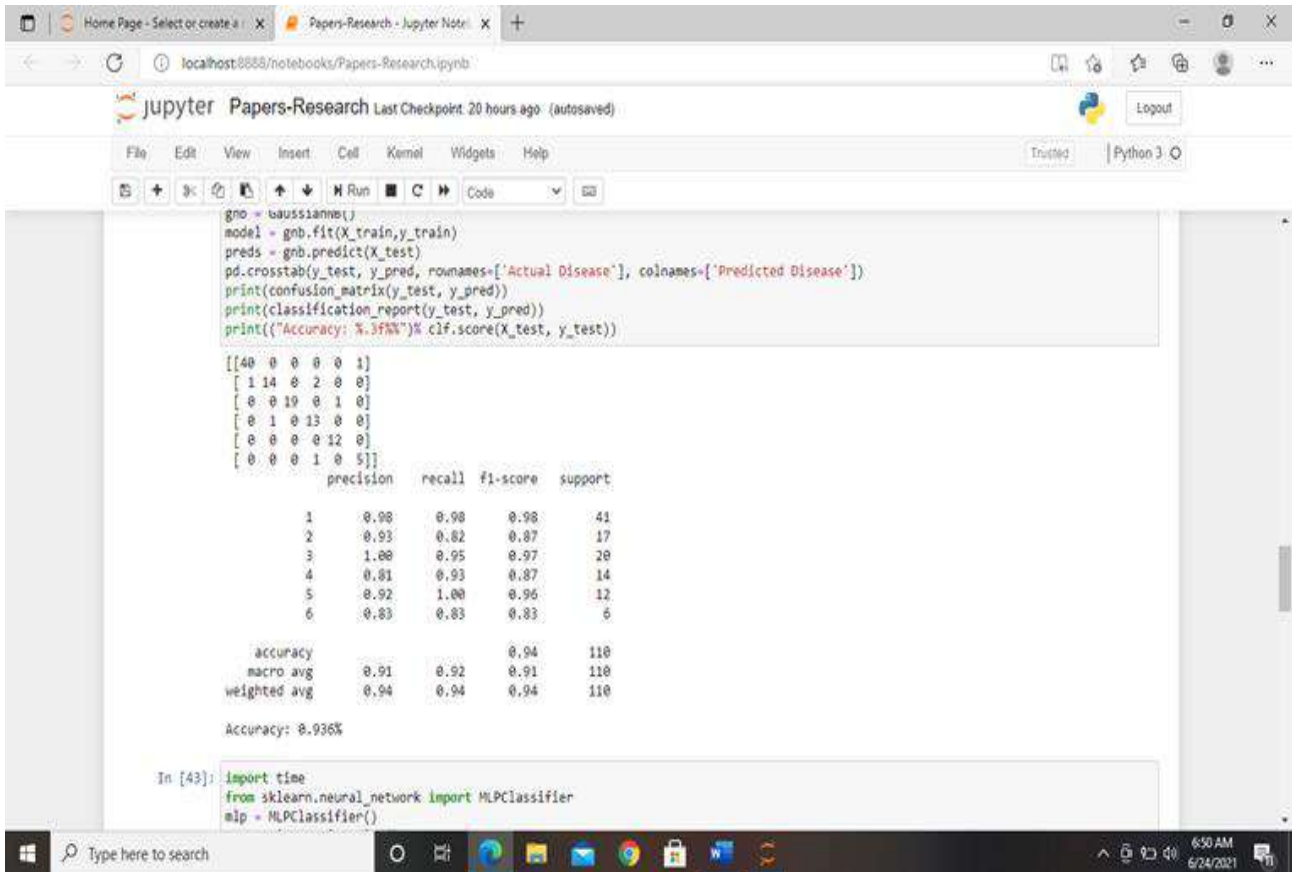 Home Page - Select or create a
Papers-Research - Jupyter Note
localhost:8888/notebooks/Papers-Research.ipynb
jupyter Papers-Research Last Checkpoint: 20 hours ago (autosaved)
Logout
File Edit View Insert Cell Kernel Widgets Help
Trusted Python 3
Run Code
gnb = GaussianNB()
model = gnb.fit(X_train,y_train)
preds = gnb.predict(X_test)
pd.crosstab(y_test, y_pred, rownames=['Actual Disease'], colnames=['Predicted Disease'])
print(confusion_matrix(y_test, y_pred))
print(classification_report(y_test, y_pred))
print(("Accuracy: %.3f%%")% clf.score(X_test, y_test))
[[40 0 0 0 0 1]
[ 1 14 0 2 0 0]
[ 0 0 19 0 1 0]
[ 0 1 0 13 0 0]
[ 0 0 0 0 12 0]
[ 0 0 0 1 0 5]]
precision recall f1-score support
1 0.98 0.98 0.98 41
2 0.93 0.82 0.87 17
3 1.00 0.95 0.97 20
4 0.81 0.93 0.87 14
5 0.92 1.00 0.96 12
6 0.83 0.83 0.83 6
accuracy 0.94 110
macro avg 0.91 0.92 0.91 110
weighted avg 0.94 0.94 0.94 110
Accuracy: 0.936%
In [43]: import time
from sklearn.neural_network import MLPClassifier
mlp = MLPClassifier()
Type here to search
6:50 AM
6/24/2021